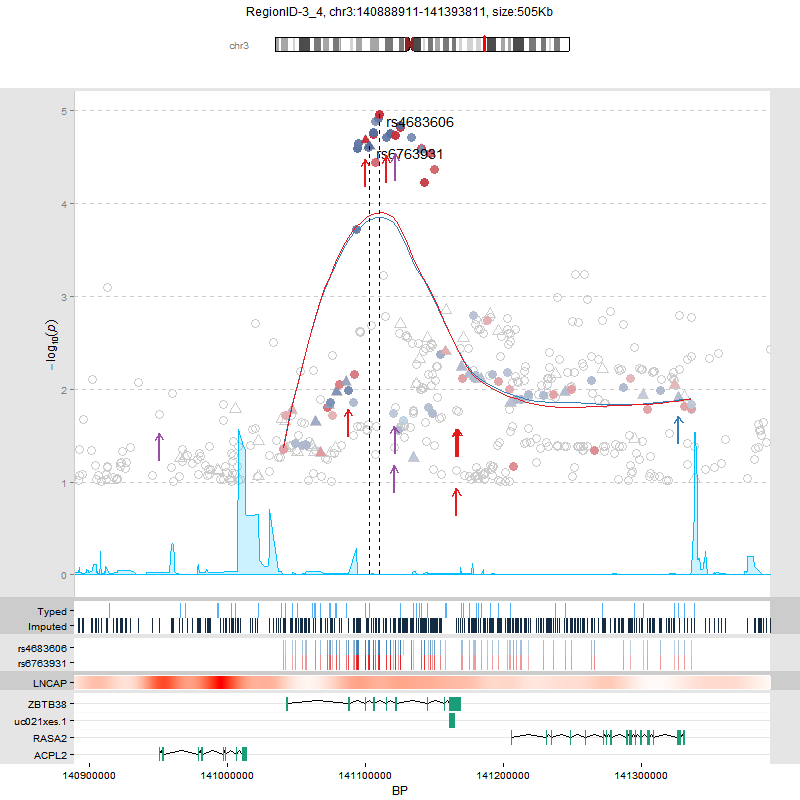 RegionID-3_4, chr3:140888911-141393811, size:505Kb
chr3
5
rs4683606
rs6763931
4
3
2
1
0
−log10(p)
Typed
Imputed
rs4683606
rs6763931
LNCAP
ZBTB38
uc021xes.1
RASA2
ACPL2
140900000 141000000 141100000 141200000 141300000
BP